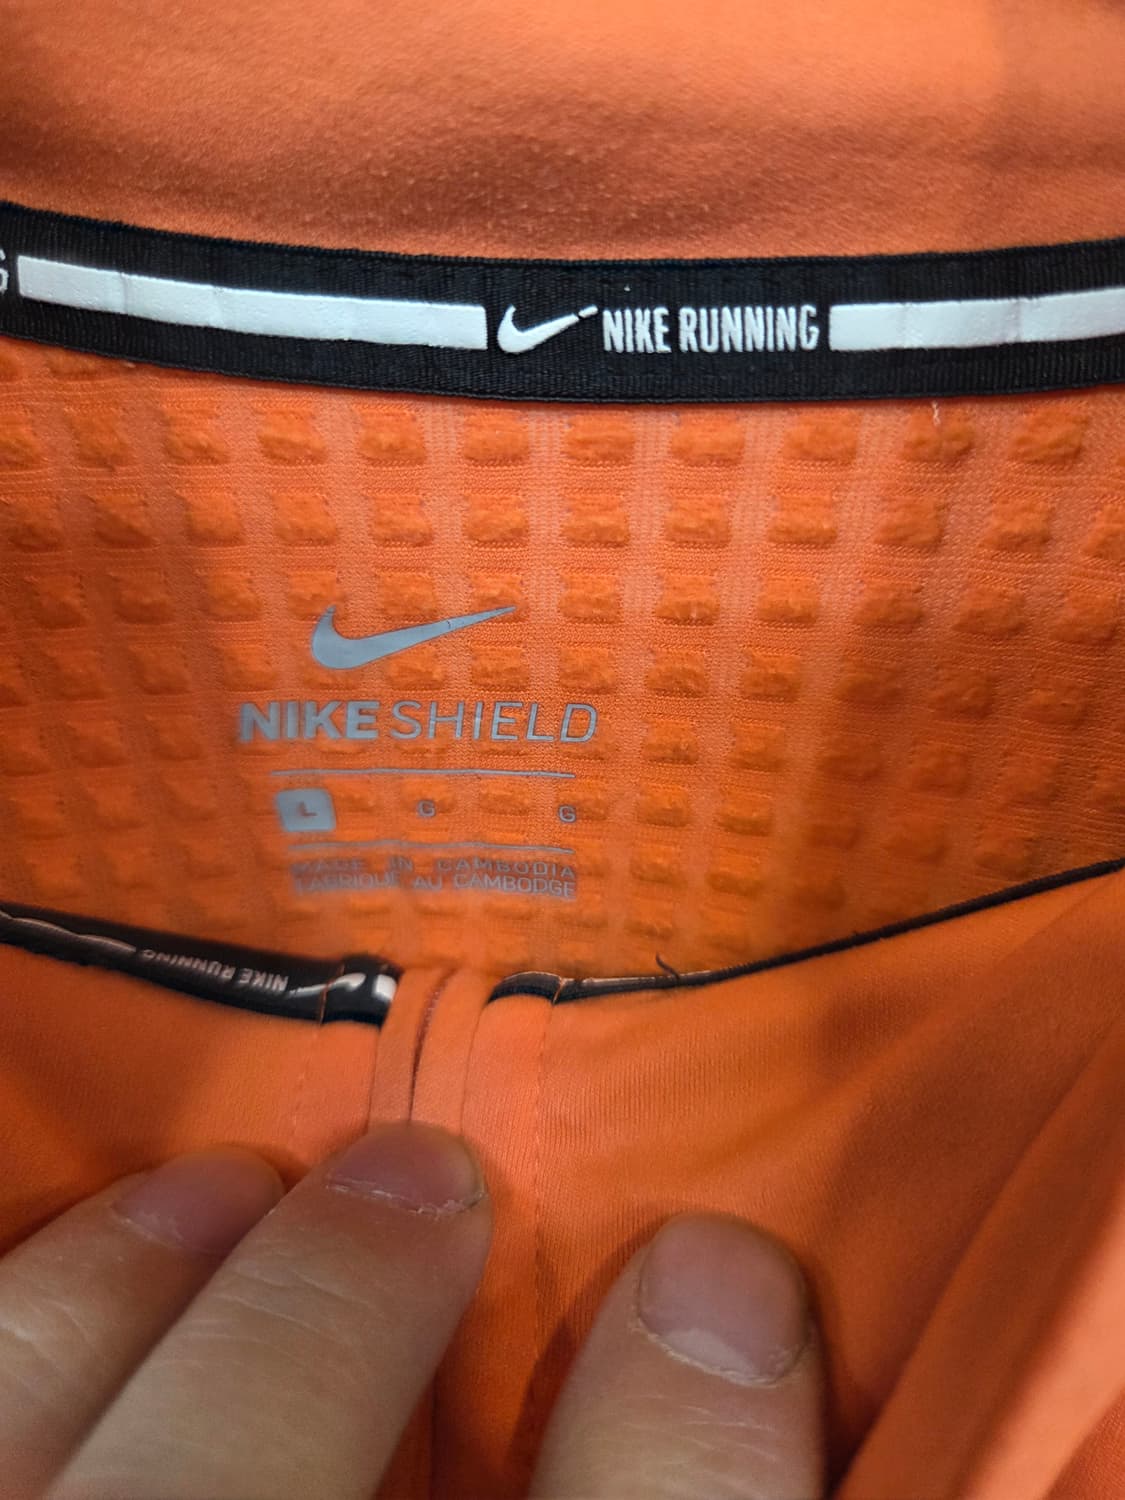 G
NIKE RUNNING
NIKE SHIELD
L G G
MADE IN CAMBODIA
FABRIQUÉ AU CAMBODGE
NIKE RUNNING